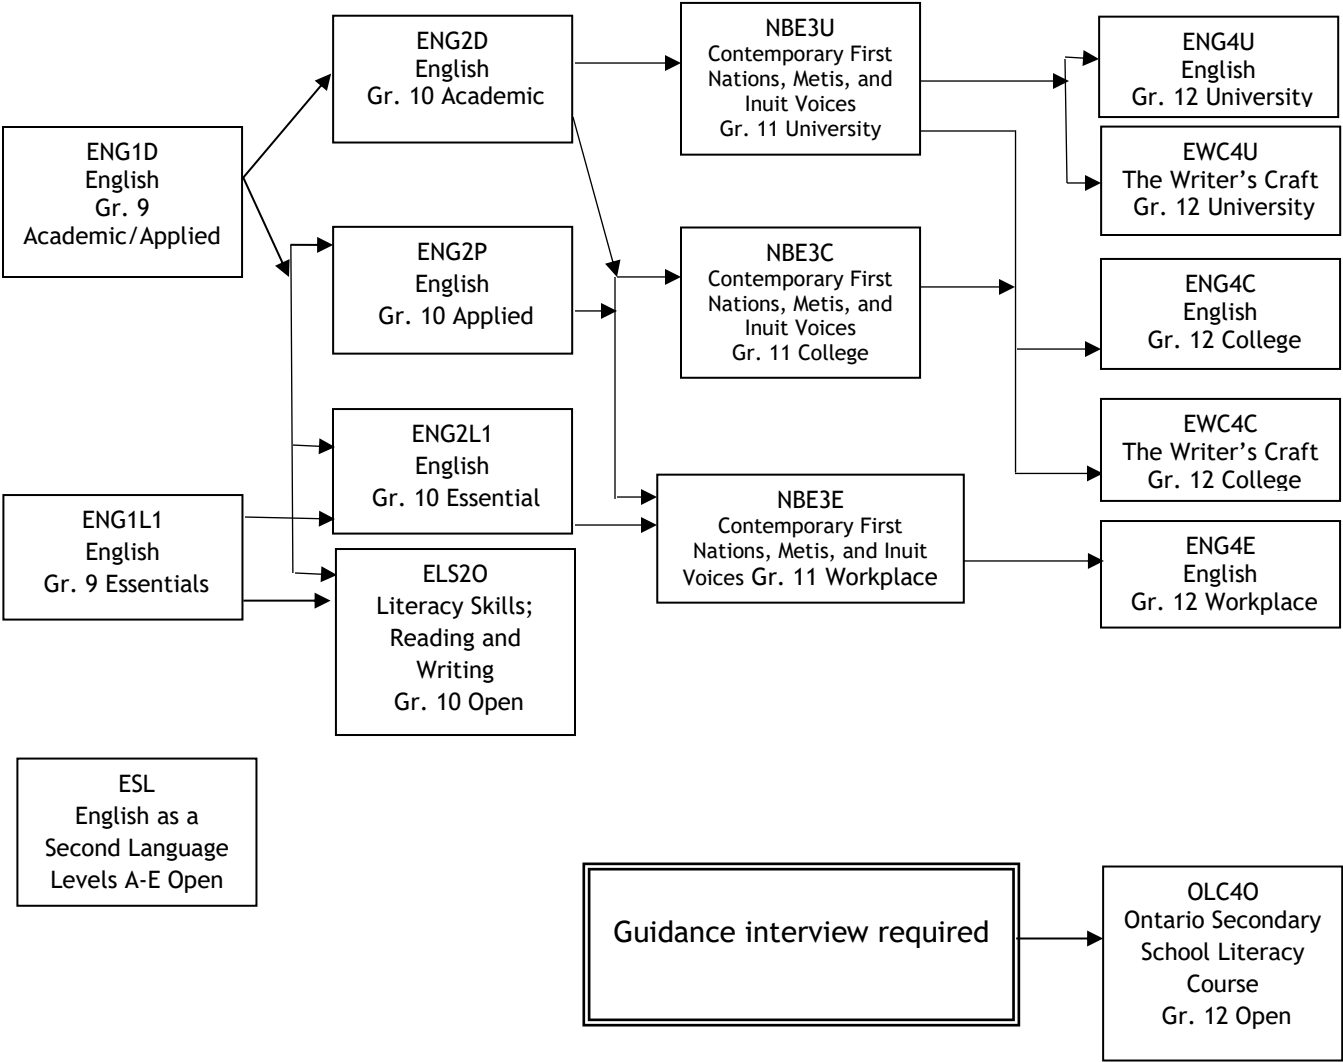 ENG1D
English
Gr. 9
Academic/Applied
ENG1L1
English
Gr. 9 Essentials
ESL
English as a
Second Language
Levels A-E Open
ENG2D
English
Gr. 10 Academic
ENG2P
English
Gr. 10 Applied
ENG2L1
English
Gr. 10 Essential
ELS2O
Literacy Skills;
Reading and
Writing
Gr. 10 Open
NBE3U
Contemporary First
Nations, Metis, and
Inuit Voices
Gr. 11 University
NBE3C
Contemporary First
Nations, Metis, and
Inuit Voices
Gr. 11 College
NBE3E
Contemporary First
Nations, Metis, and Inuit
Voices Gr. 11 Workplace
Guidance interview required
ENG4U
English
Gr. 12 University
EWC4U
The Writer’s Craft
Gr. 12 University
ENG4C
English
Gr. 12 College
EWC4C
The Writer’s Craft
Gr. 12 College
ENG4E
English
Gr. 12 Workplace
OLC4O
Ontario Secondary
School Literacy
Course
Gr. 12 Open